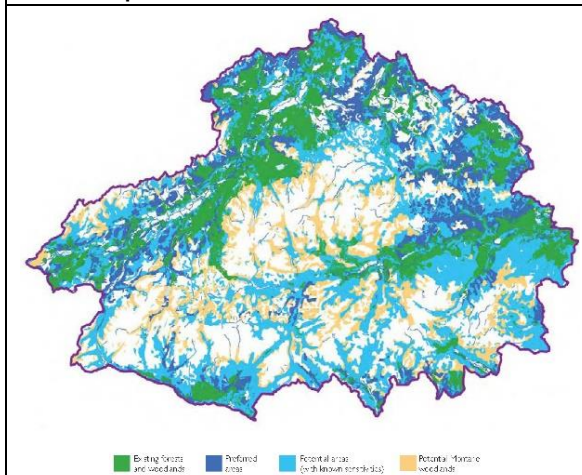 Existing forests
and woodlands
Preferred
areas
Potential areas
(with known sensitivities)
Potential Montane
woodlands